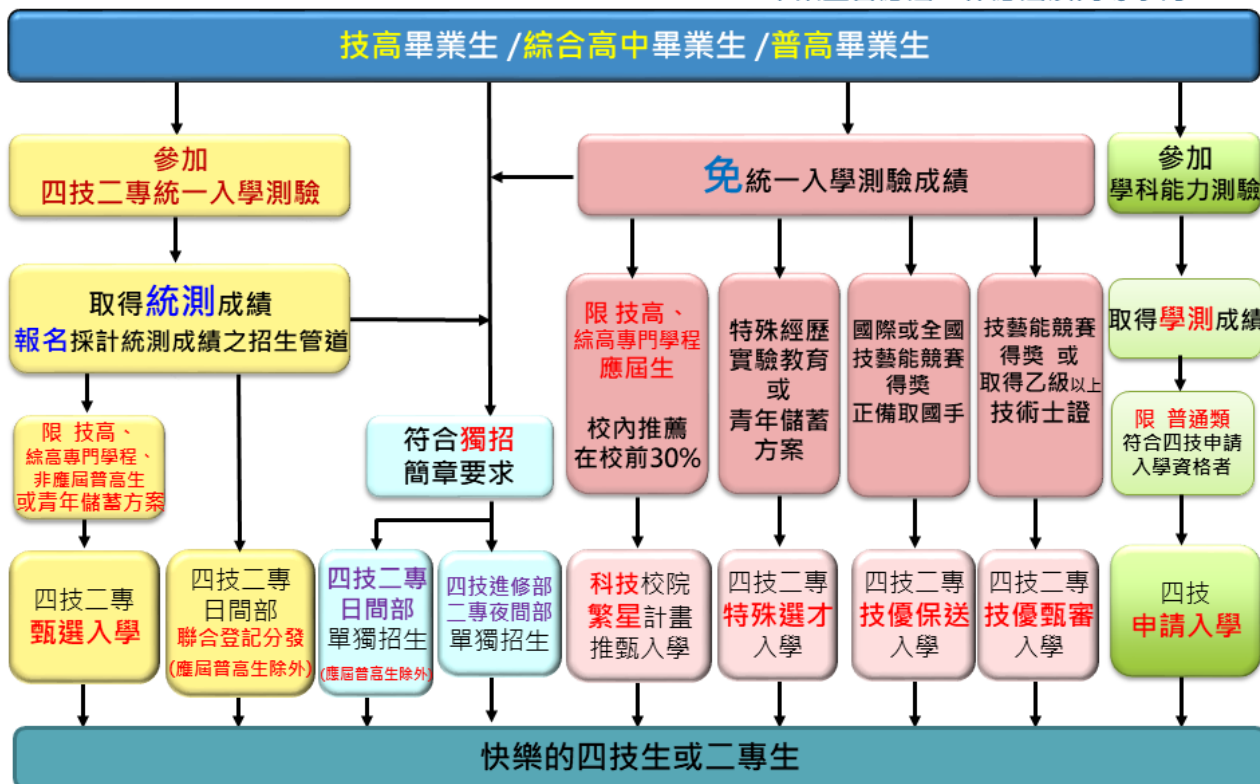 技高畢業生 /綜合高中畢業生 /普高畢業生
參加
四技二專統一入學測驗
免統一入學測驗成績
參加
學科能力測驗
取得統測成績
報名採計統測成績之招生管道
限 技高、
綜高專門學程
應屆生
校內推薦
在校前30%
特殊經歷
實驗教育
或
青年儲蓄
方案
國際或全國
技藝能競賽
得獎
正備取國手
技藝能競賽
得獎 或
取得乙級以上
技術士證
取得學測成績
限 技高、
綜高專門學程、
非應屆普高生
或青年儲蓄方案
符合獨招
簡章要求
限 普通類
符合四技申請
入學資格者
四技二專
甄選入學
四技二專
日間部
聯合登記分發
(應屆普高生除外)
四技二專
日間部
單獨招生
(應屆普高生除外)
四技進修部
二專夜間部
單獨招生
科技校院
繁星計畫
推甄入學
四技二專
特殊選才
入學
四技二專
技優保送
入學
四技二專
技優甄審
入學
四技
申請入學
快樂的四技生或二專生